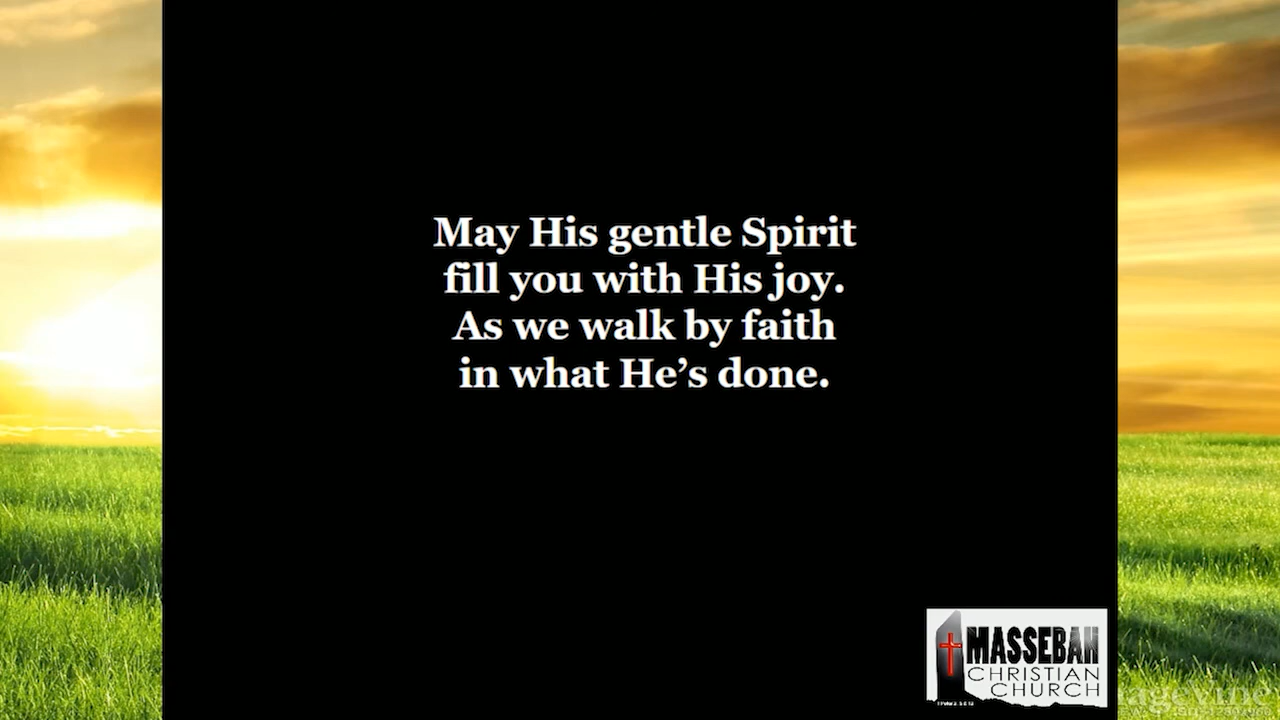 May His gentle Spirit
fill you with His joy.
As we walk by faith
in what He’s done.
MASSEBAH
CHRISTIAN
CHURCH